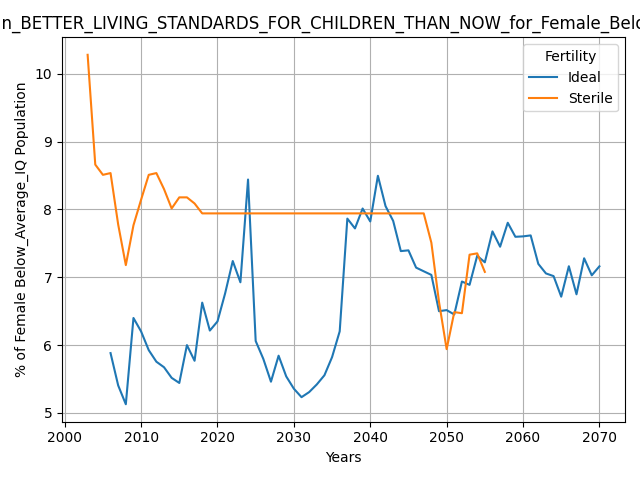 n_BETTER_LIVING_STANDARDS_FOR_CHILDREN_THAN_NOW_for_Female_Belo
Fertility
Ideal
Sterile
% of Female Below_Average_IQ Population
10
9
8
7
6
5
2000 2010 2020 2030 2040 2050 2060 2070
Years